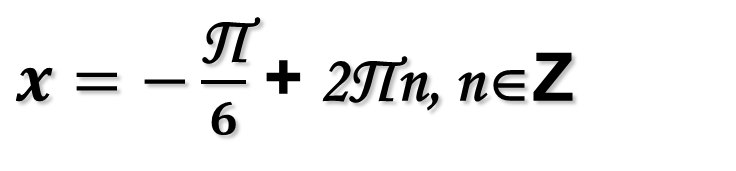 x = −π/6 + 2πn, n∈Z